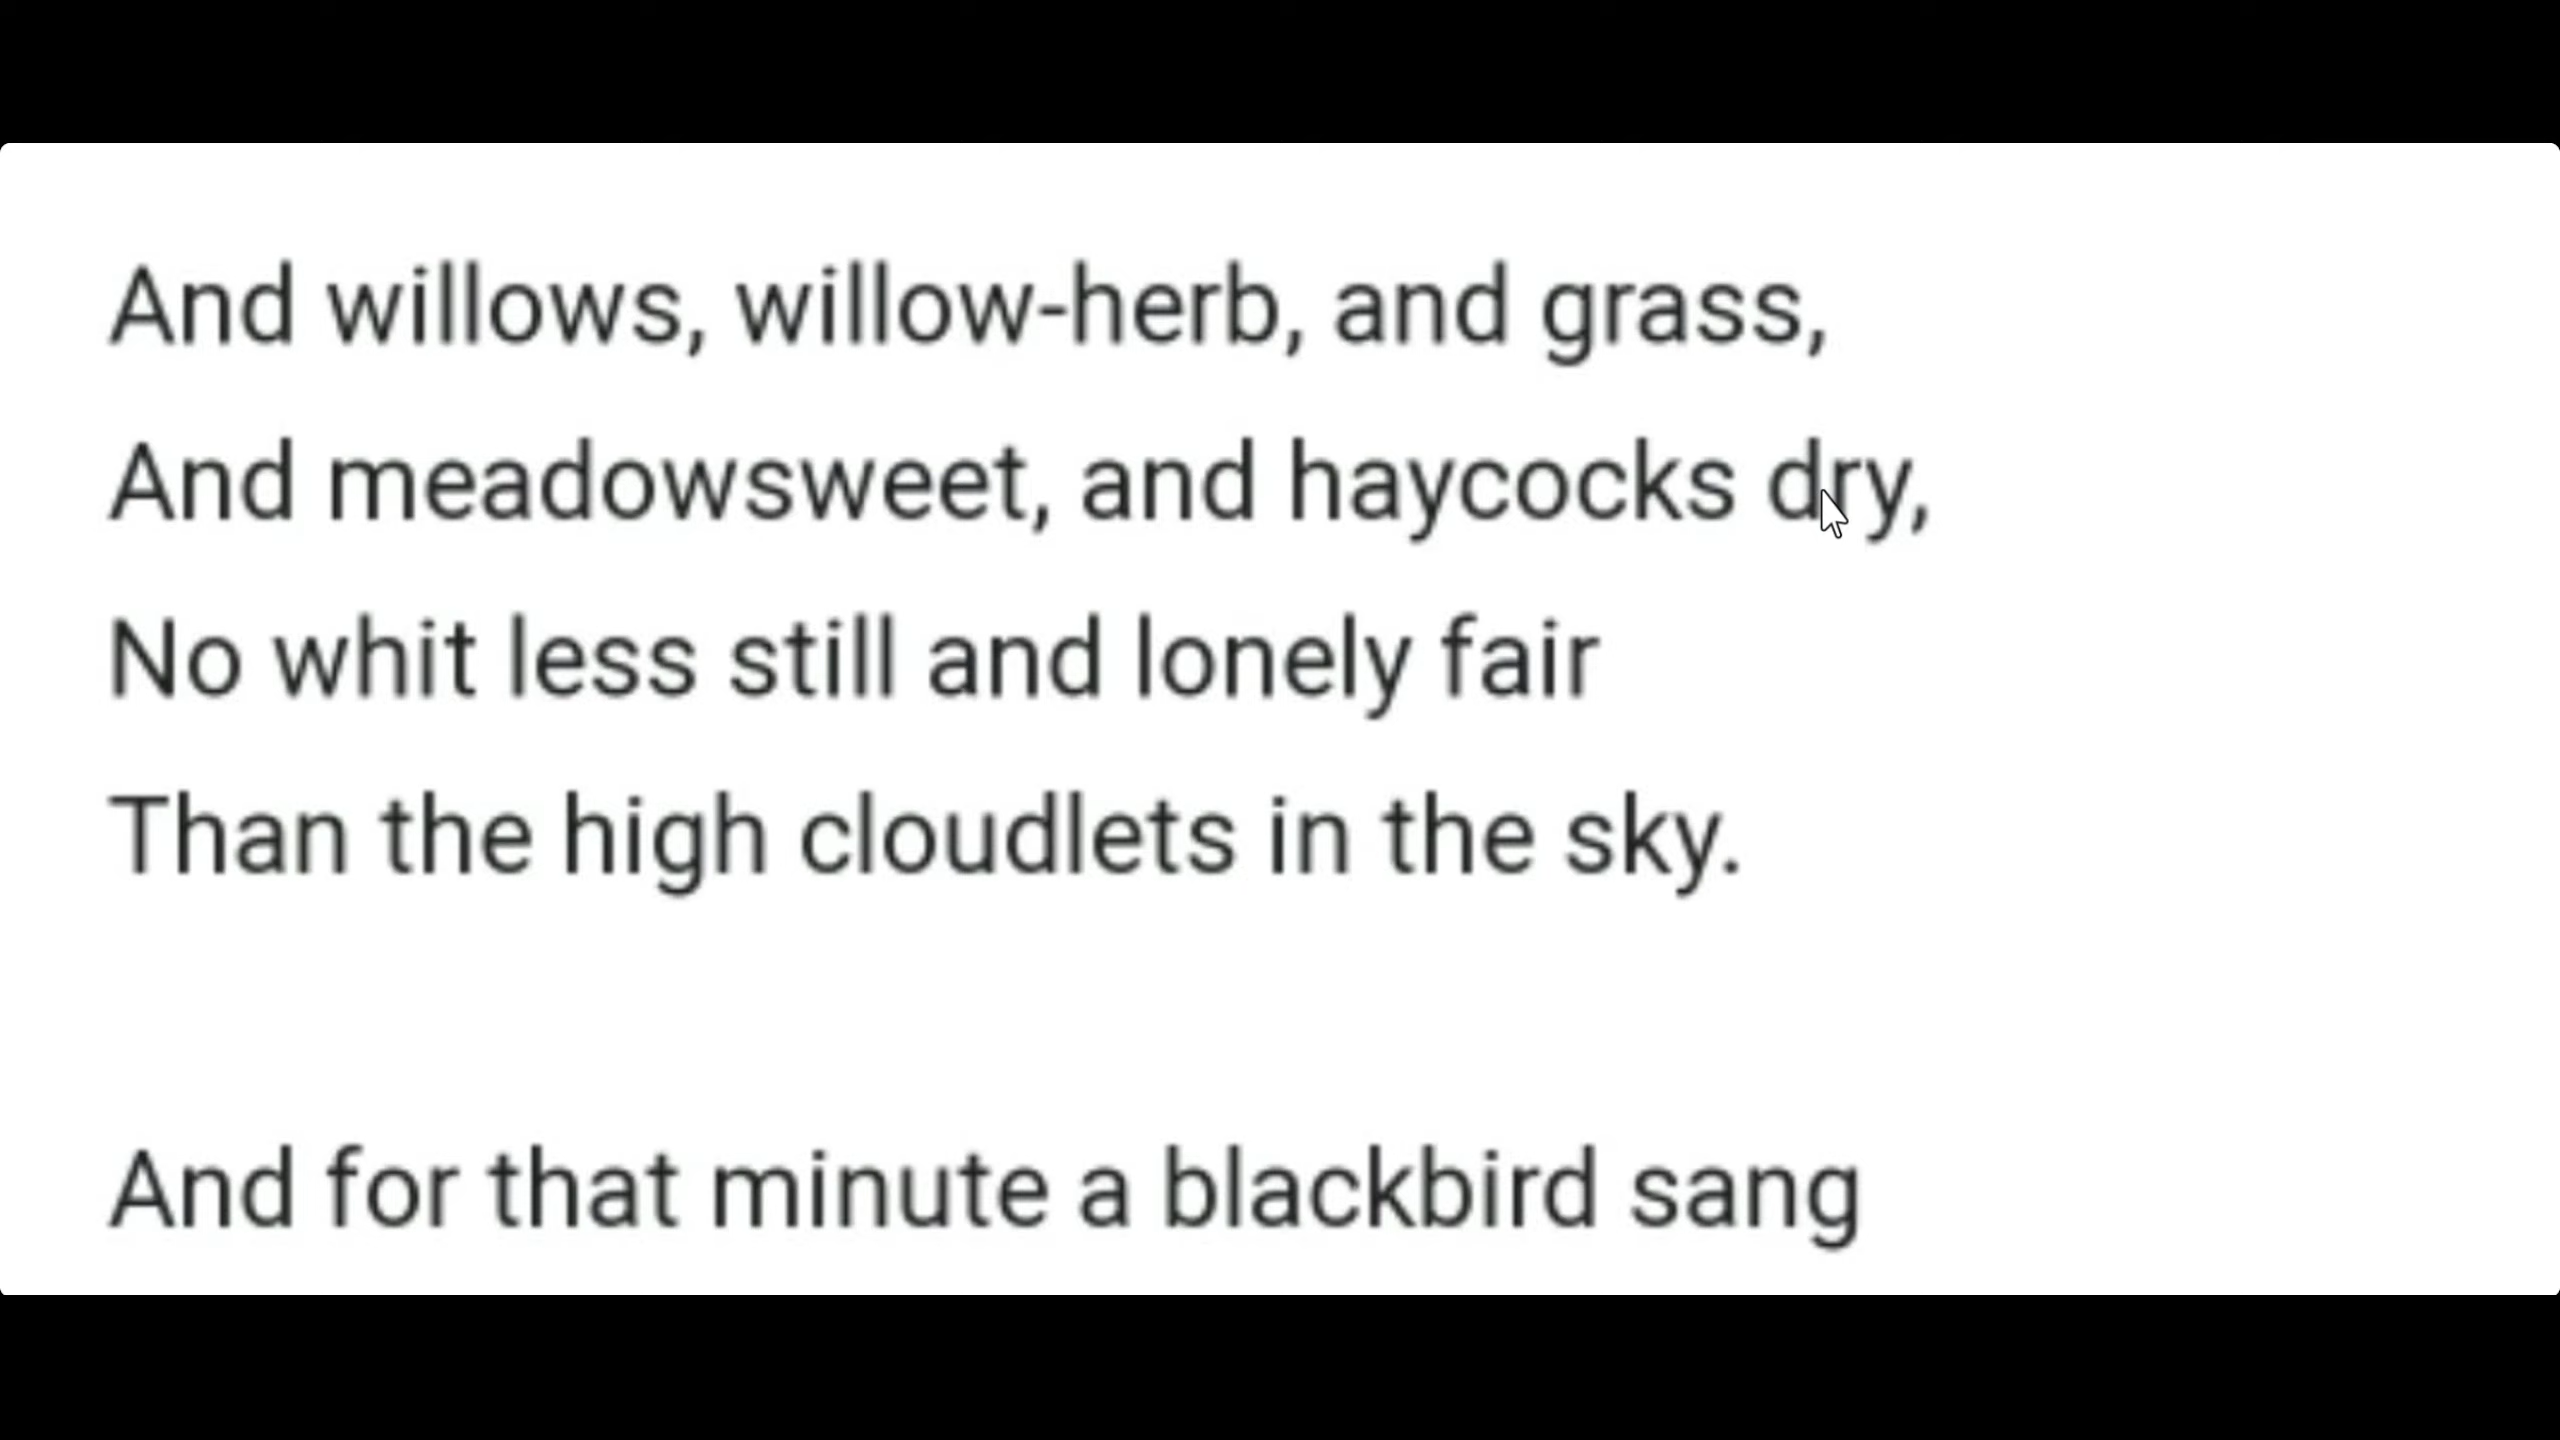 And willows, willow-herb, and grass,
And meadowsweet, and haycocks dry,
No whit less still and lonely fair
Than the high cloudlets in the sky.
And for that minute a blackbird sang